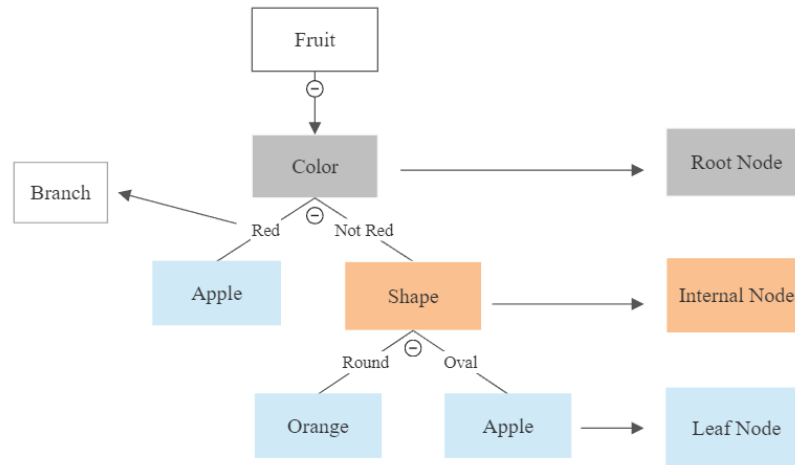 Fruit
Color
Root Node
Branch
Red
Not Red
Apple
Shape
Internal Node
Round
Oval
Orange
Apple
Leaf Node